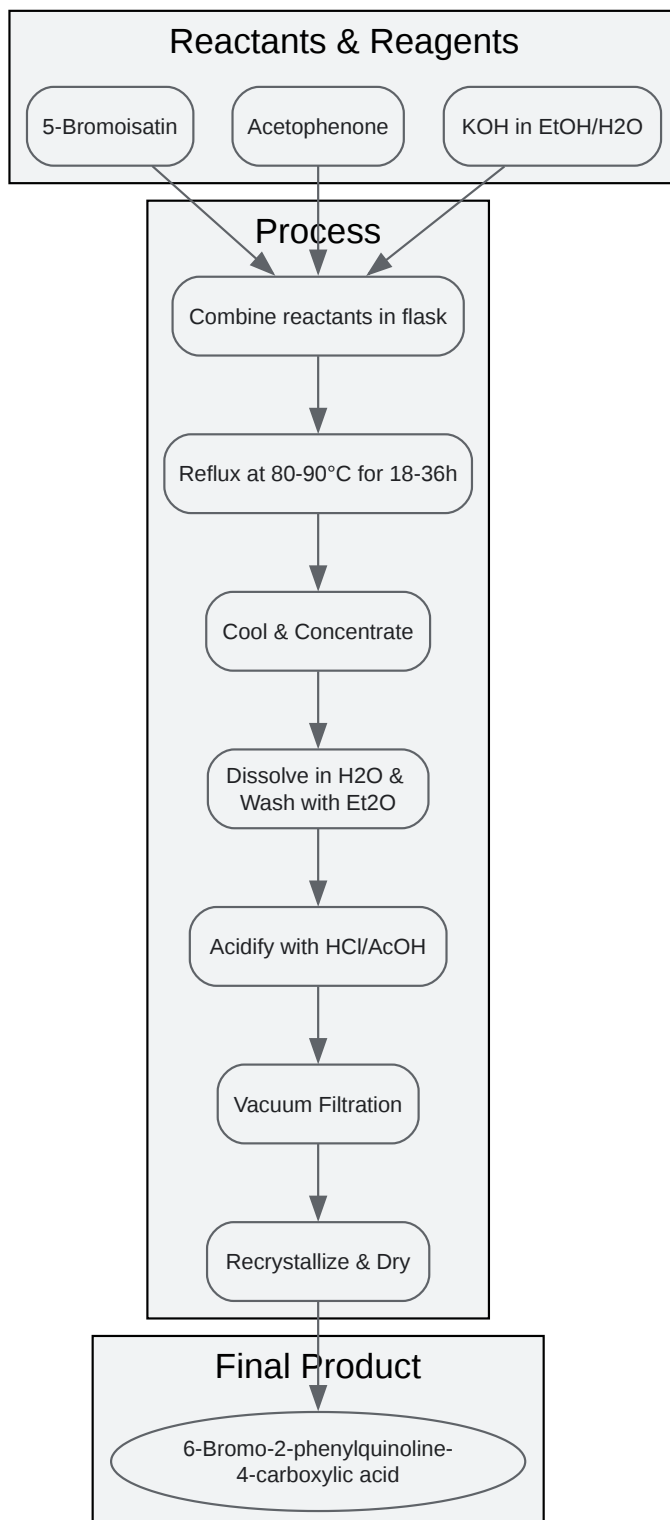 Reactants & Reagents
5-Bromoisatin
Acetophenone
KOH in EtOH/H2O
Process
Combine reactants in flask
Reflux at 80-90°C for 18-36h
Cool & Concentrate
Dissolve in H2O &
Wash with Et2O
Acidify with HCl/AcOH
Vacuum Filtration
Recrystallize & Dry
Final Product
6-Bromo-2-phenylquinoline-
4-carboxylic acid